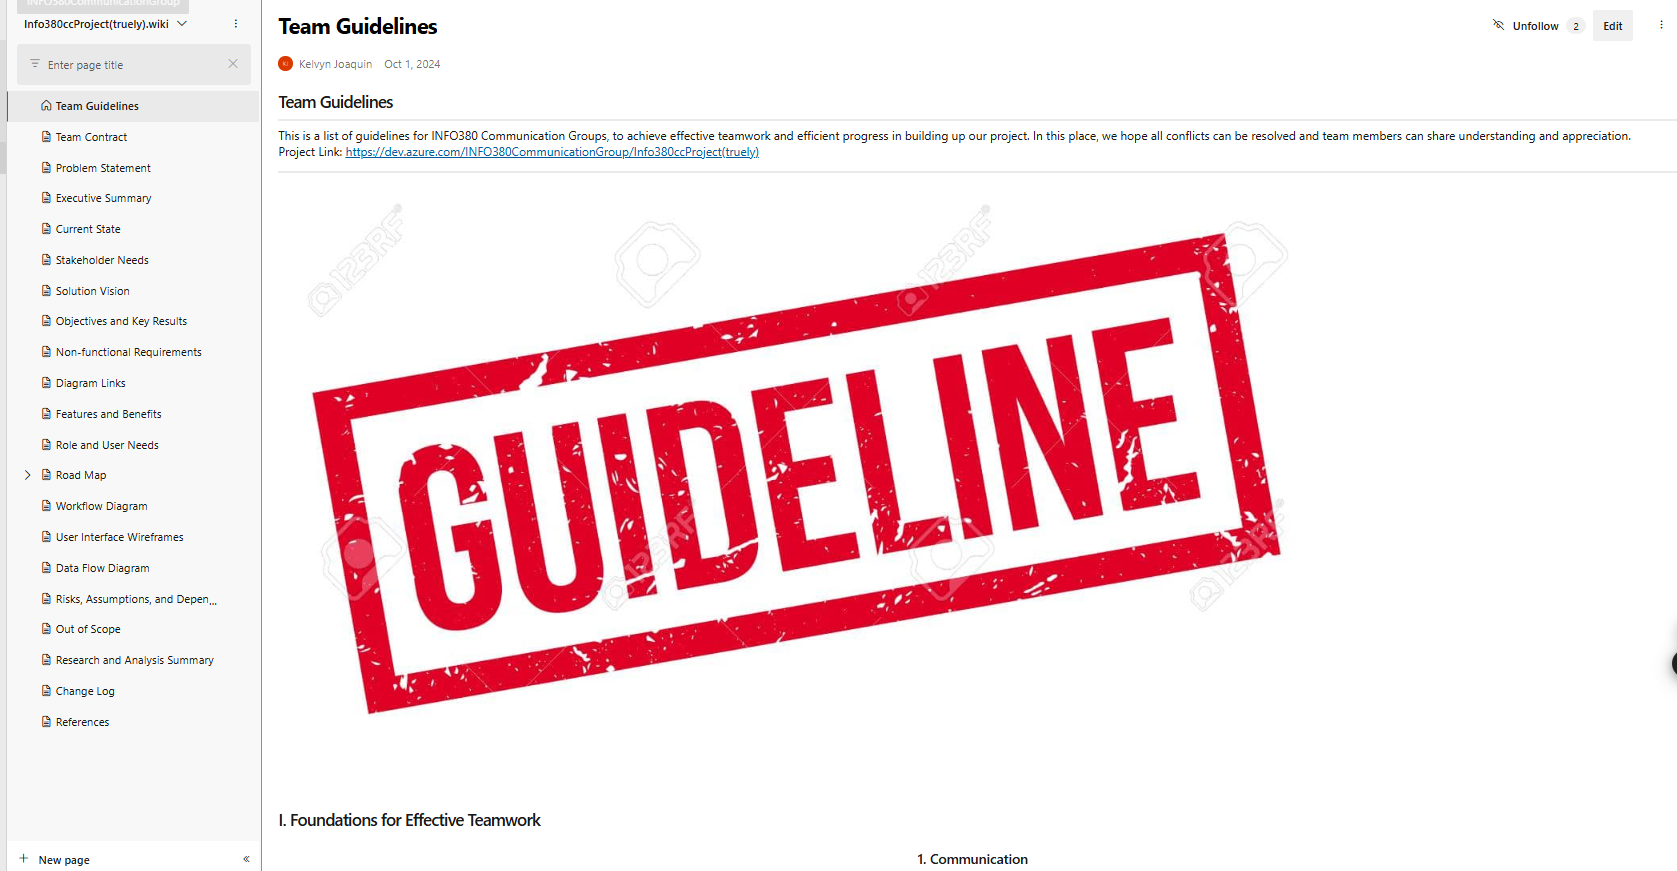 INFO380CommunicationGroup
Info380ccProject(truely).wiki
Enter page title
Team Guidelines
Team Contract
Problem Statement
Executive Summary
Current State
Stakeholder Needs
Solution Vision
Objectives and Key Results
Non-functional Requirements
Diagram Links
Features and Benefits
Role and User Needs
Road Map
Workflow Diagram
User Interface Wireframes
Data Flow Diagram
Risks, Assumptions, and Depen...
Out of Scope
Research and Analysis Summary
Change Log
References
New page
Team Guidelines
Unfollow 2 Edit
KJ Kelvyn Joaquin Oct 1, 2024
Team Guidelines
This is a list of guidelines for INFO380 Communication Groups, to achieve effective teamwork and efficient progress in building up our project. In this place, we hope all conflicts can be resolved and team members can share understanding and appreciation.
Project Link: https://dev.azure.com/INFO380CommunicationGroup/Info380ccProject(truely)
123RF
123RF
GUIDELINE
123RF
123RF
I. Foundations for Effective Teamwork
1. Communication